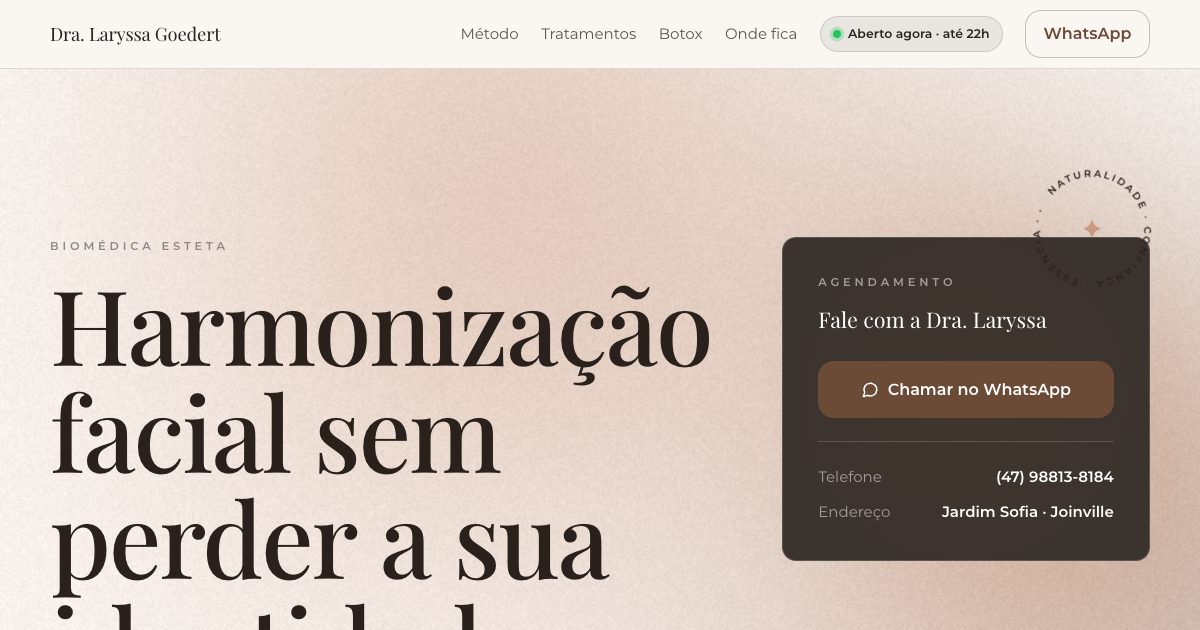 Dra. Laryssa Goedert
Método
Tratamentos
Botox
Onde fica
Aberto agora · até 22h
WhatsApp
NATURALIDADE · CONFIANÇA · ESSÊNCIA ·
BIOMÉDICA ESTETA
Harmonização
facial sem
perder a sua
AGENDAMENTO
Fale com a Dra. Laryssa
Chamar no WhatsApp
Telefone
(47) 98813-8184
Endereço
Jardim Sofia · Joinville